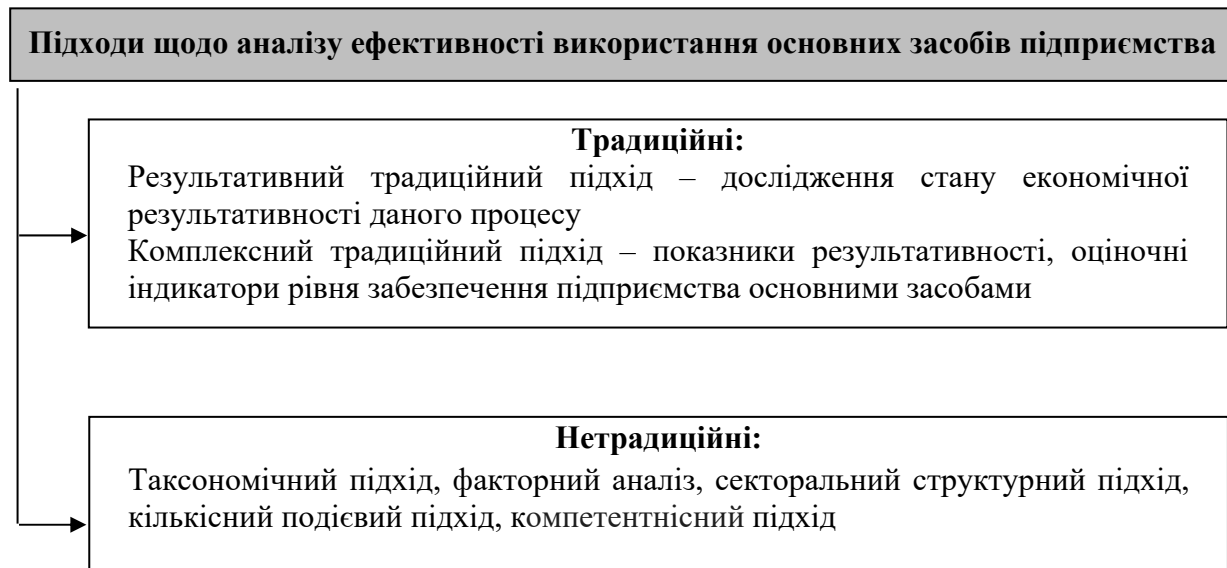 Підходи щодо аналізу ефективності використання основних засобів підприємства
Традиційні:
Результативний традиційний підхід – дослідження стану економічної
результативності даного процесу
Комплексний традиційний підхід – показники результативності, оціночні
індикатори рівня забезпечення підприємства основними засобами
Нетрадиційні:
Таксономічний підхід, факторний аналіз, секторальний структурний підхід,
кількісний подієвий підхід, компетентнісний підхід